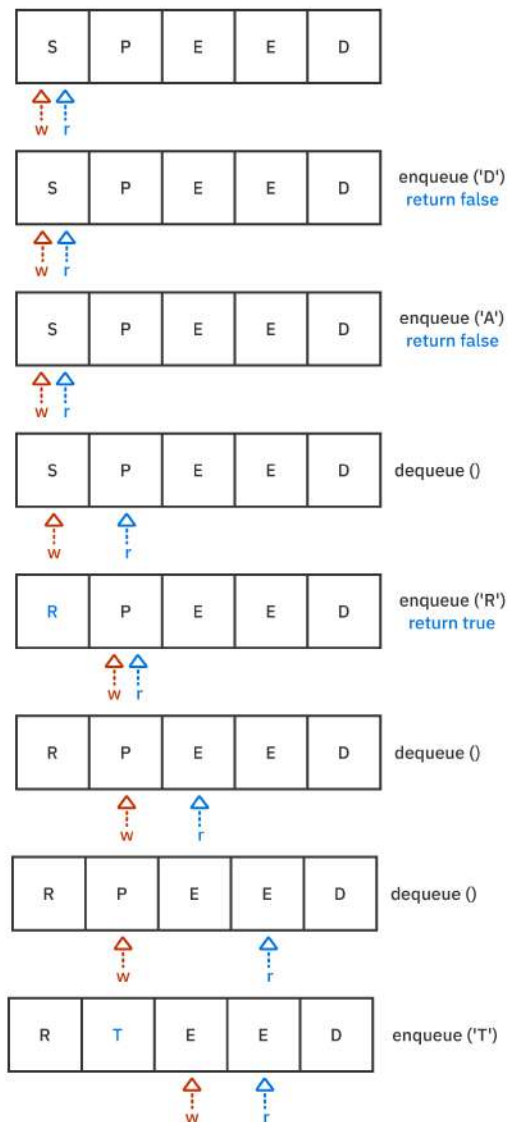 S P E E D
w r
S P E E D
enqueue ('D')
return false
w r
S P E E D
enqueue ('A')
return false
w r
S P E E D
dequeue ()
w r
R P E E D
enqueue ('R')
return true
w r
R P E E D
dequeue ()
w r
R P E E D
dequeue ()
w r
R T E E D
enqueue ('T')
w r